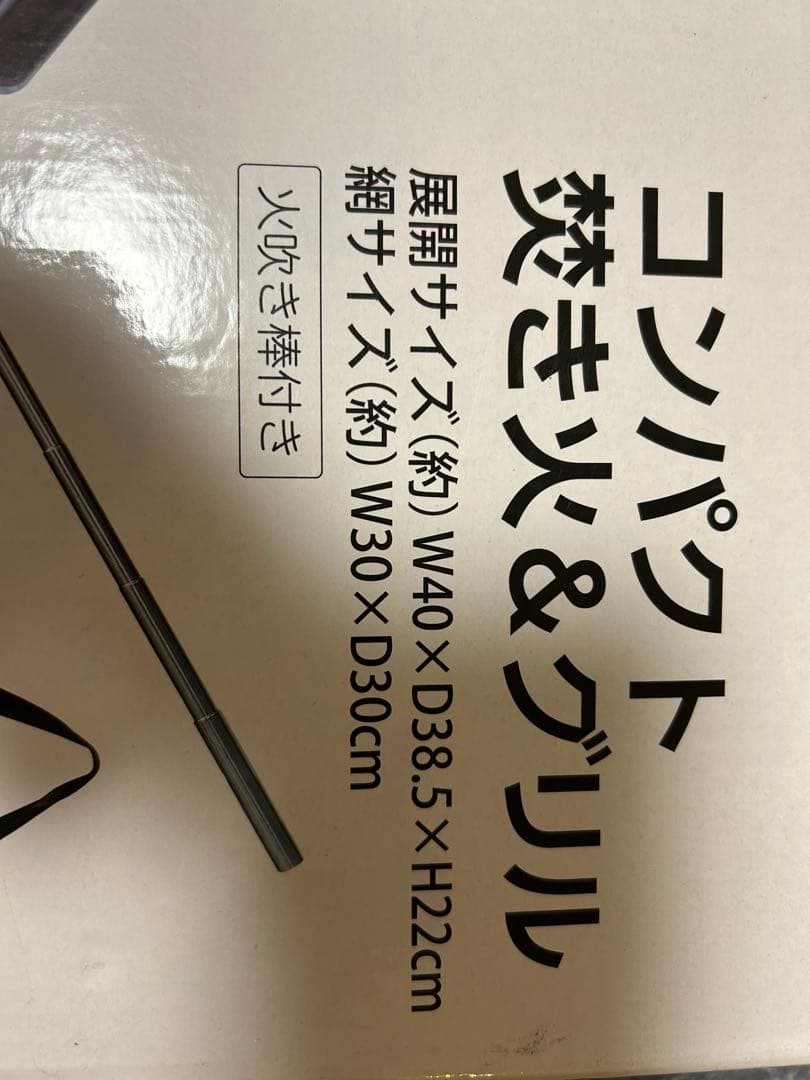 コンパクト
焚き火&グリル
展開サイズ(約)W40×D38.5×H22cm
網サイズ(約)W30×D30cm
火吹き棒付き